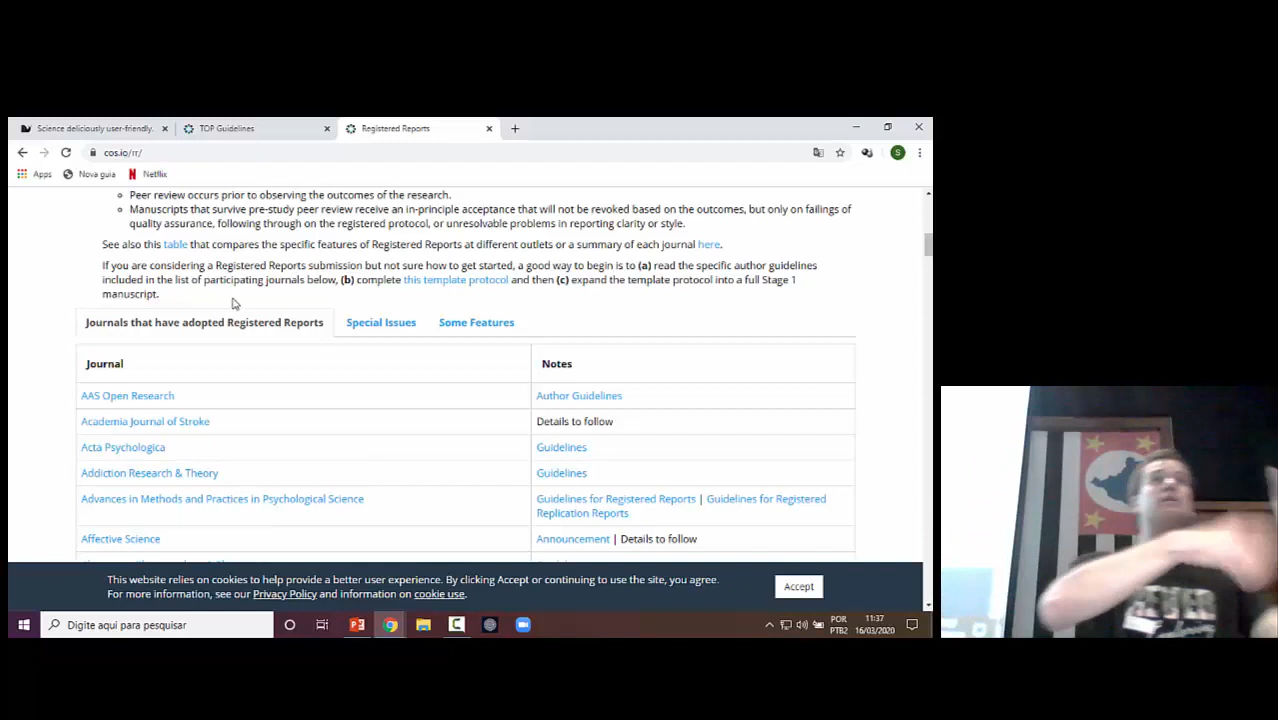 Science deliciously user-friendly.
TOP Guidelines
Registered Reports
cos.io/rr/
S
Apps
Nova guia
Netflix
Peer review occurs prior to observing the outcomes of the research.
Manuscripts that survive pre-study peer review receive an in-principle acceptance that will not be revoked based on the outcomes, but only on failings of
quality assurance, following through on the registered protocol, or unresolvable problems in reporting clarity or style.
See also this table that compares the specific features of Registered Reports at different outlets or a summary of each journal here.
If you are considering a Registered Reports submission but not sure how to get started, a good way to begin is to (a) read the specific author guidelines
included in the list of participating journals below, (b) complete this template protocol and then (c) expand the template protocol into a full Stage 1
manuscript.
Journals that have adopted Registered Reports
Special Issues
Some Features
Journal
Notes
AAS Open Research
Author Guidelines
Academia Journal of Stroke
Details to follow
Acta Psychologica
Guidelines
Addiction Research & Theory
Guidelines
Advances in Methods and Practices in Psychological Science
Guidelines for Registered Reports | Guidelines for Registered
Replication Reports
Affective Science
Announcement | Details to follow
This website relies on cookies to help provide a better user experience. By clicking Accept or continuing to use the site, you agree.
For more information, see our Privacy Policy and information on cookie use.
Accept
Digite aqui para pesquisar
POR
PTB2
11:37
16/03/2020